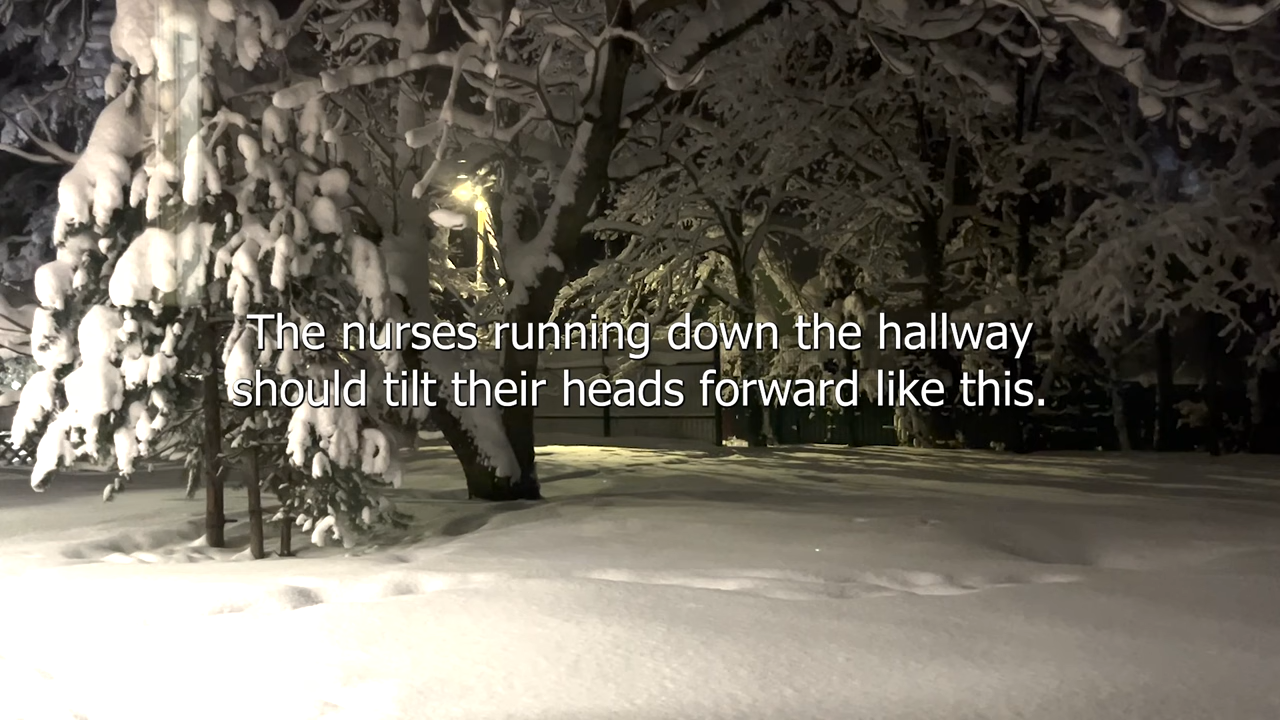 The nurses running down the hallway
should tilt their heads forward like this.